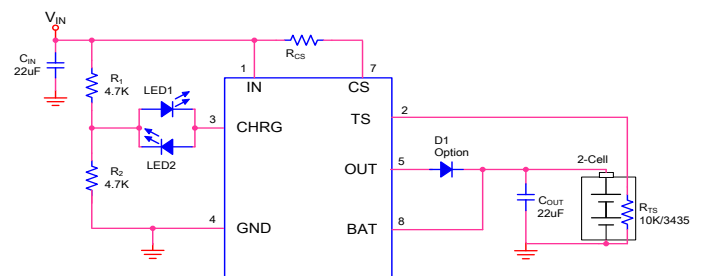 VIN
CIN
22uF
RCS
1
7
IN
CS
R1
4.7K
LED1
3
CHRG
TS
2
LED2
D1
Option
2-Cell
OUT
5
R2
4.7K
COUT
22uF
RTS
10K/3435
4
GND
BAT
8